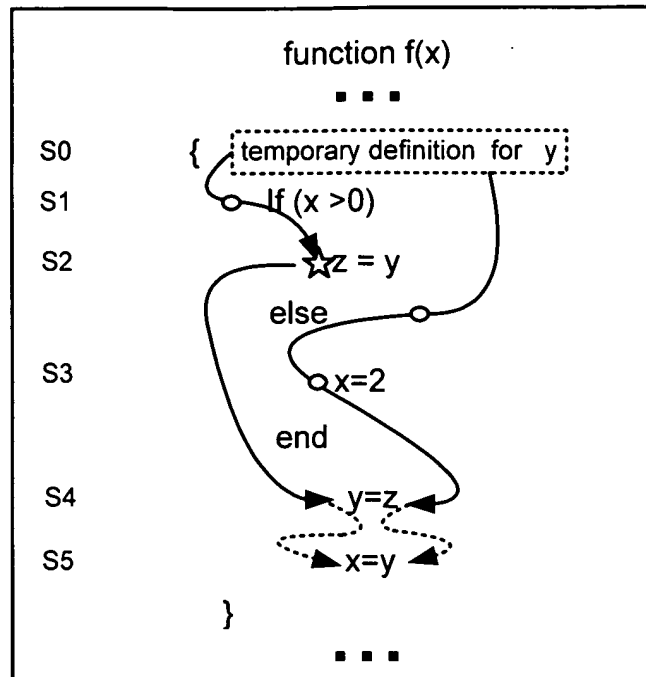 function f(x)
...
S0 { temporary definition for y
S1 If (x >0)
S2 z = y
else
S3 x=2
end
S4 y=z
S5 x=y
}
...